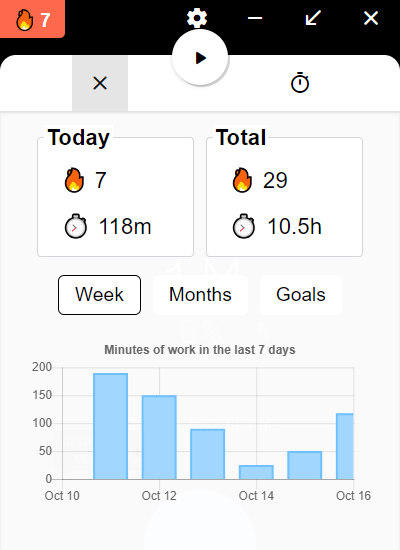 7
Today
Total
7
29
118m
10.5h
Week
Months
Goals
Minutes of work in the last 7 days
200
150
100
50
0
Oct 10
Oct 12
Oct 14
Oct 16